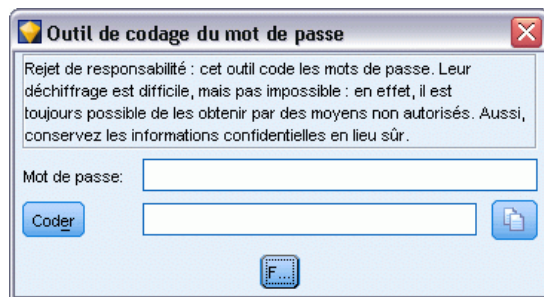 Outil de codage du mot de passe
Rejet de responsabilité : cet outil code les mots de passe. Leur
déchiffrage est difficile, mais pas impossible : en effet, il est
toujours possible de les obtenir par des moyens non autorisés. Aussi,
conservez les informations confidentielles en lieu sûr.
Mot de passe:
Coder
F...